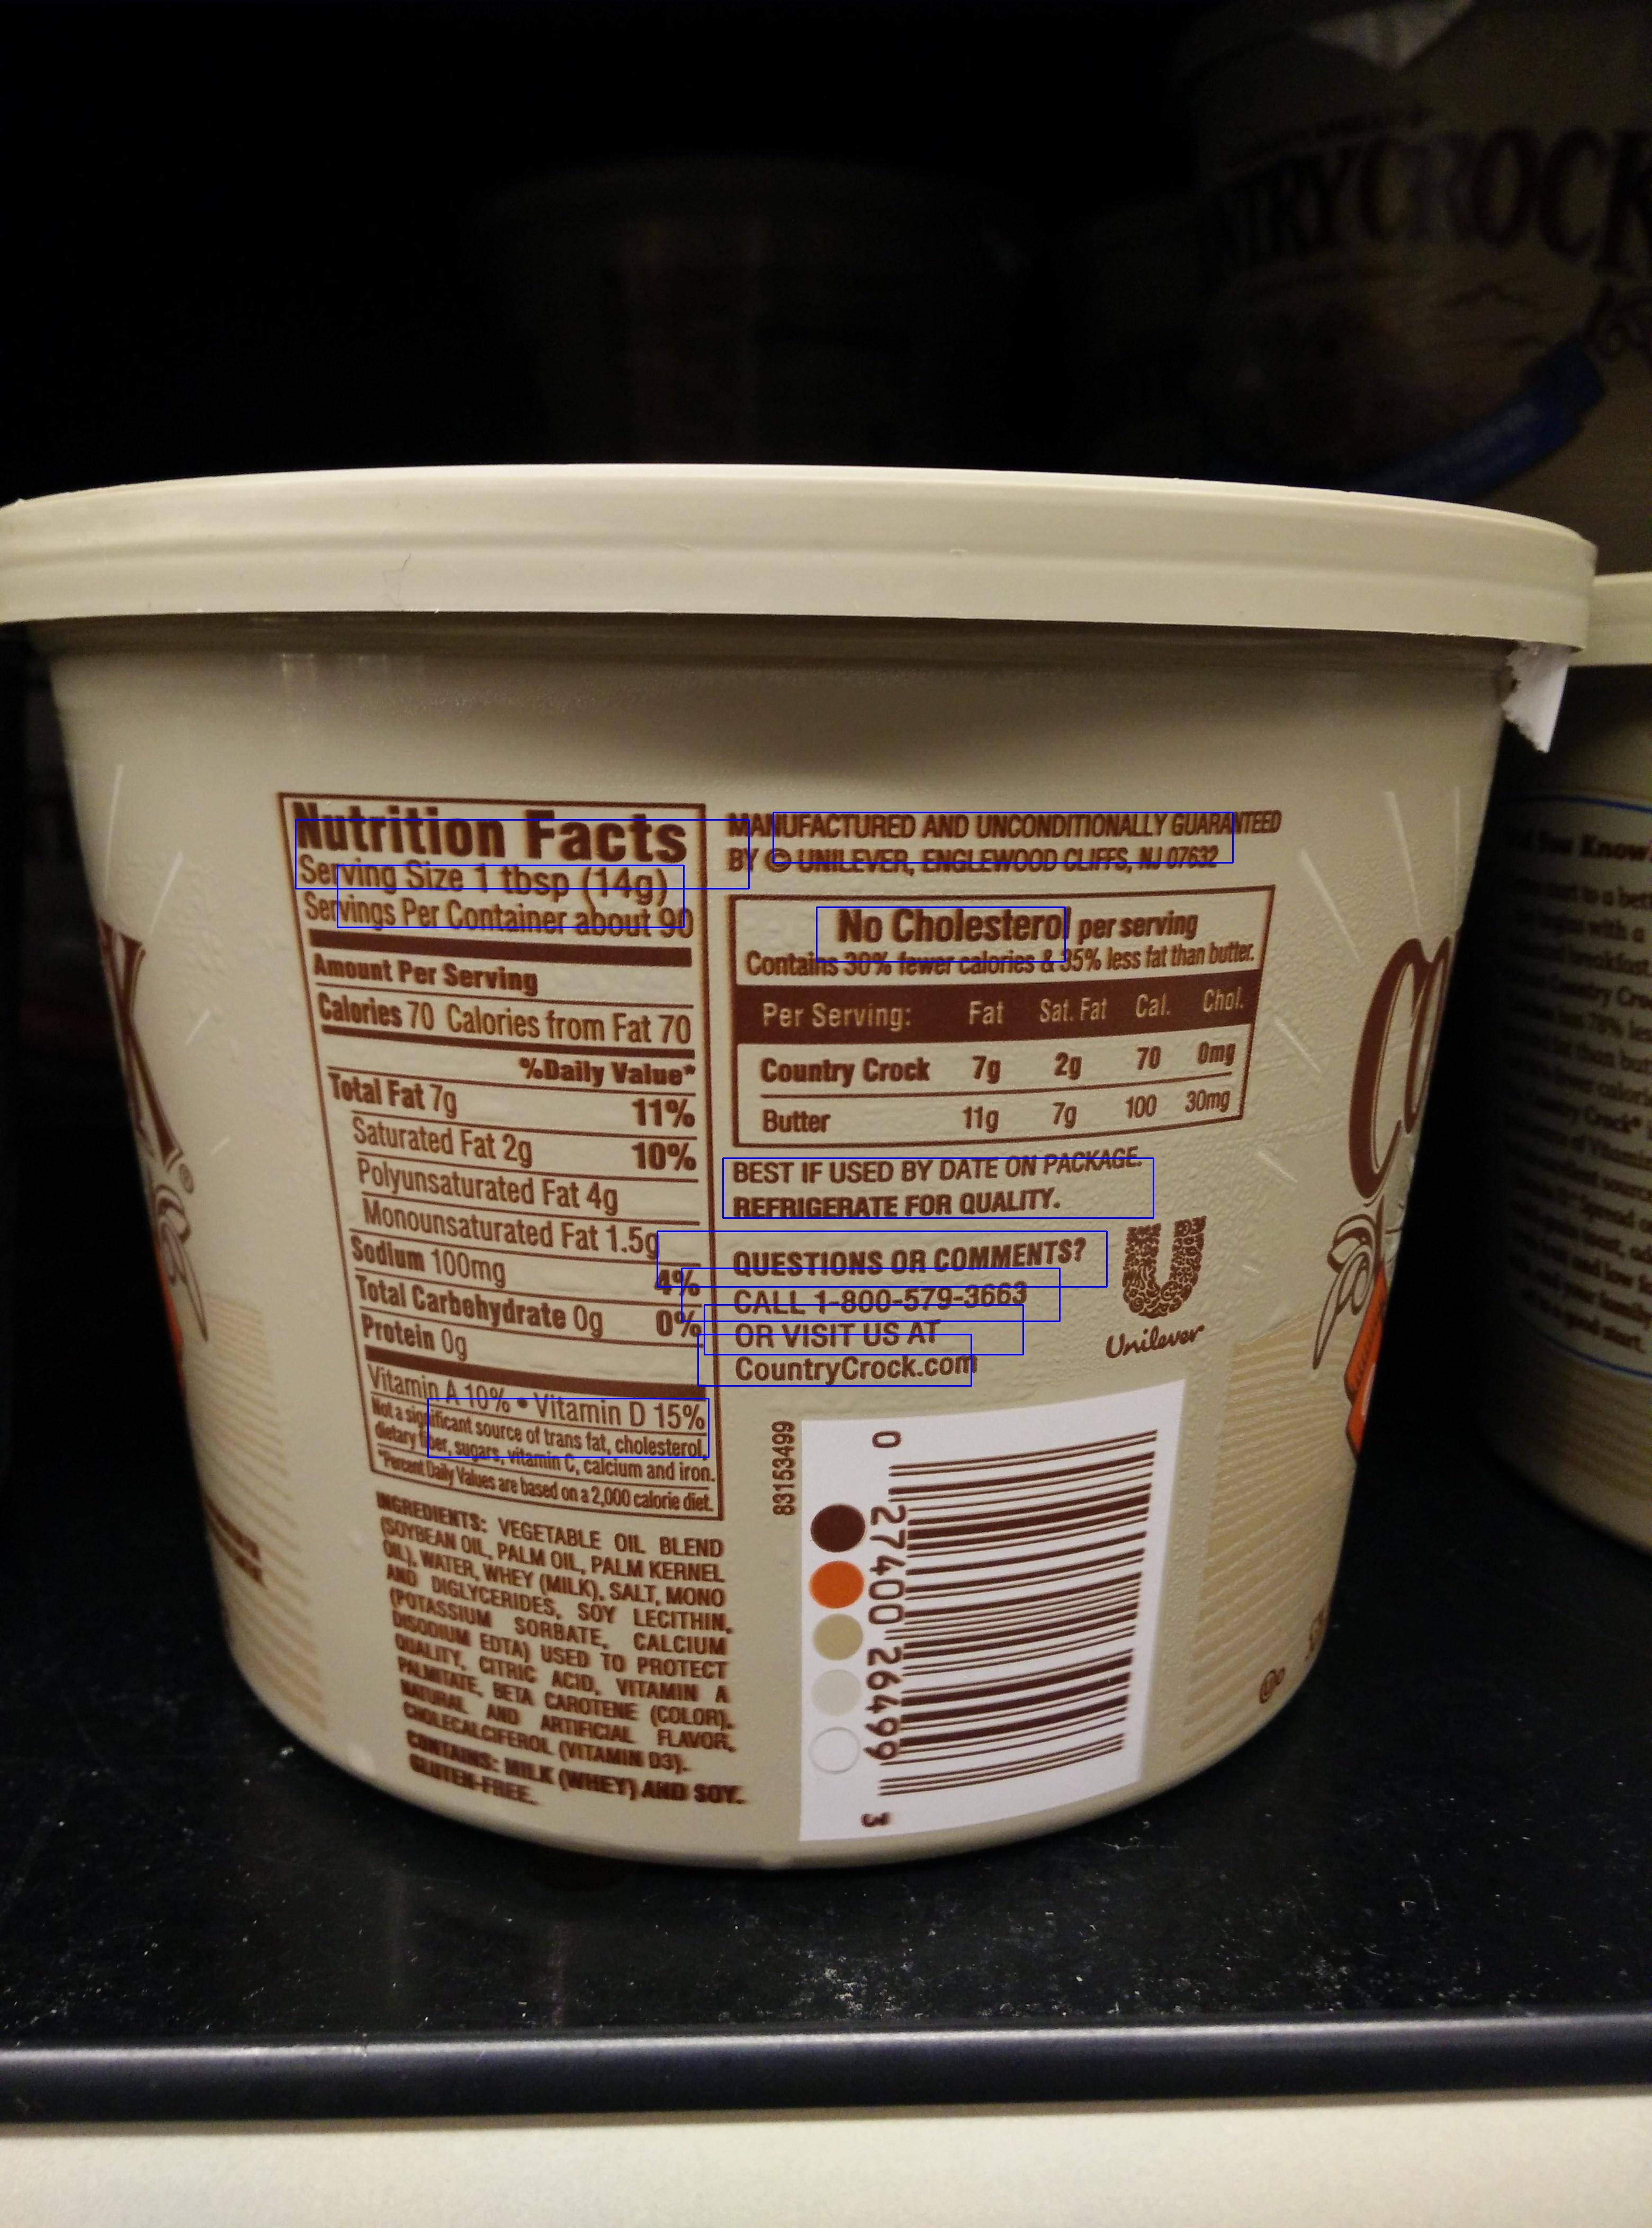 TRY CROCK
Nutrition Facts
Serving Size 1 tbsp (14g)
Servings Per Container about 90
Amount Per Serving
Calories 70 Calories from Fat 70
%Daily Value*
Total Fat 7g 11%
Saturated Fat 2g 10%
Polyunsaturated Fat 4g
Monounsaturated Fat 1.5g
Sodium 100mg 4%
Total Carbohydrate 0g 0%
Protein 0g
Vitamin A 10% • Vitamin D 15%
Not a significant source of trans fat, cholesterol,
dietary fiber, sugars, vitamin C, calcium and iron.
*Percent Daily Values are based on a 2,000 calorie diet.
INGREDIENTS: VEGETABLE OIL BLEND
(SOYBEAN OIL, PALM OIL, PALM KERNEL
OIL), WATER, WHEY (MILK), SALT, MONO
AND DIGLYCERIDES, SOY LECITHIN,
(POTASSIUM SORBATE, CALCIUM
DISODIUM EDTA) USED TO PROTECT
QUALITY, CITRIC ACID, VITAMIN A
PALMITATE, BETA CAROTENE (COLOR),
NATURAL AND ARTIFICIAL FLAVOR,
CHOLECALCIFEROL (VITAMIN D3).
CONTAINS: MILK (WHEY) AND SOY.
GLUTEN-FREE.
MANUFACTURED AND UNCONDITIONALLY GUARANTEED
BY © UNILEVER, ENGLEWOOD CLIFFS, NJ 07632
No Cholesterol per serving
Contains 30% fewer calories & 35% less fat than butter.
Per Serving: Fat Sat. Fat Cal. Chol.
Country Crock 7g 2g 70 0mg
Butter 11g 7g 100 30mg
BEST IF USED BY DATE ON PACKAGE.
REFRIGERATE FOR QUALITY.
QUESTIONS OR COMMENTS?
CALL 1-800-579-3663
OR VISIT US AT
CountryCrock.com
Unilever
83153499
0 27400 26499 3
K®
CO